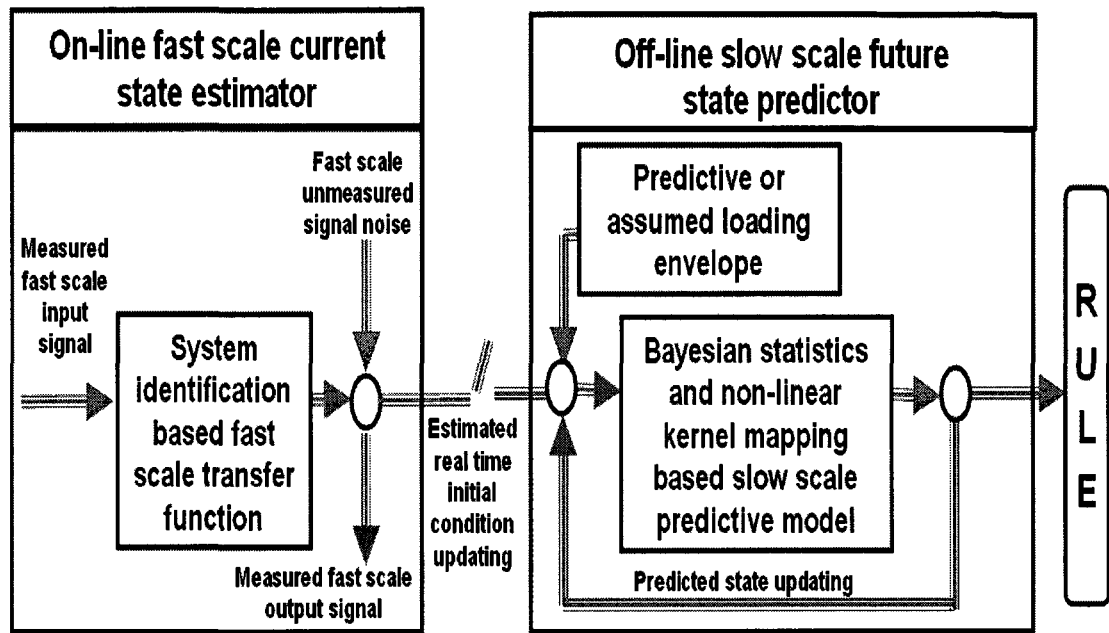 On-line fast scale current
state estimator
Off-line slow scale future
state predictor
Fast scale
unmeasured
signal noise
Measured
fast scale
input
signal
System
identification
based fast
scale transfer
function
Measured fast scale
output signal
Estimated
real time
initial
condition
updating
Predictive or
assumed loading
envelope
Bayesian statistics
and non-linear
kernel mapping
based slow scale
predictive model
Predicted state updating
R
U
L
E